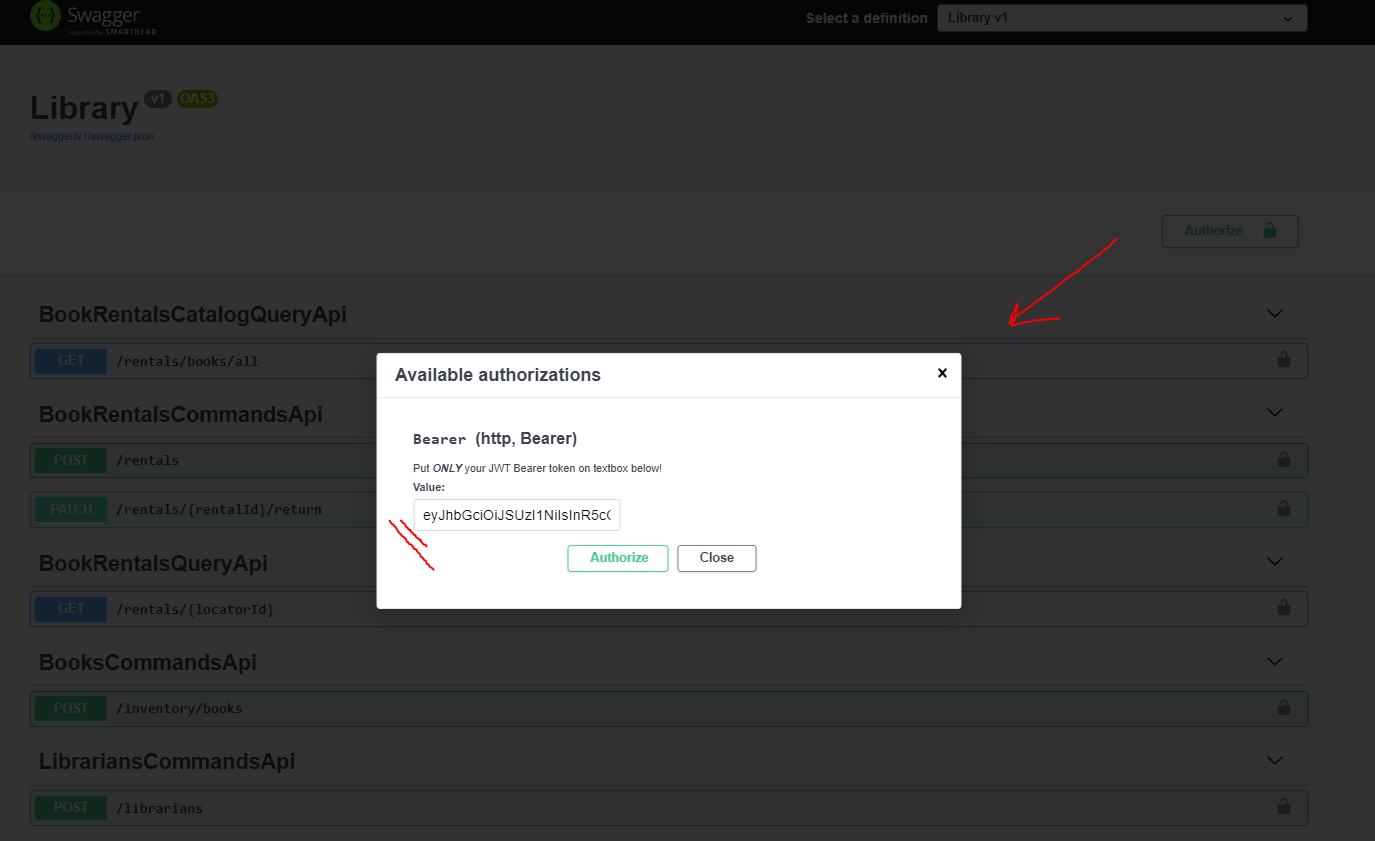 Swagger
Supported by SMARTBEAR
Select a definition
Library v1
Library v1 OAS3
/swagger/v1/swagger.json
Authorize
BookRentalsCatalogQueryApi
GET /rentals/books/all
Available authorizations
BookRentalsCommandsApi
Bearer (http, Bearer)
POST /rentals
Put ONLY your JWT Bearer token on textbox below!
Value:
PATCH /rentals/{rentalId}/return
eyJhbGciOiJSUzI1NiIsInR5cC
Authorize Close
BookRentalsQueryApi
GET /rentals/{locatorId}
BooksCommandsApi
POST /inventory/books
LibrariansCommandsApi
POST /librarians